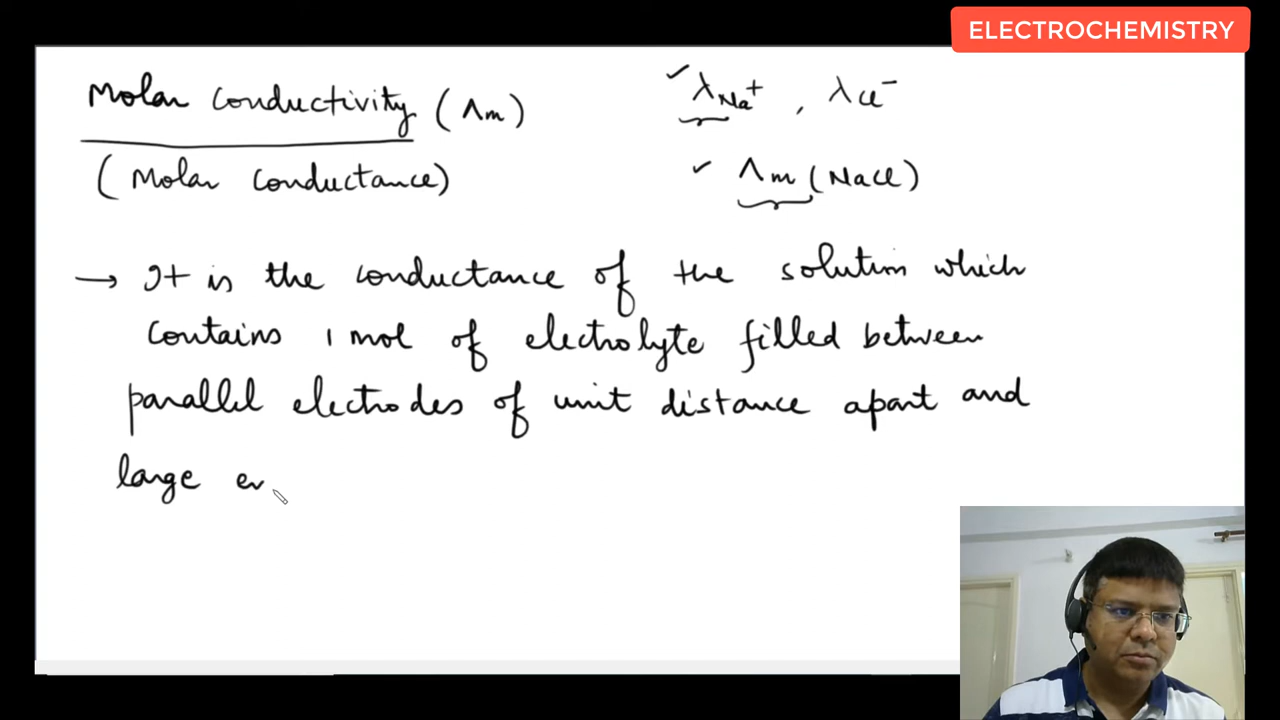 ELECTROCHEMISTRY
Molar Conductivity (Λm)
(Molar Conductance)
λNa⁺ , λCl⁻
Λm (NaCl)
→ It is the conductance of the solution which
contains 1 mol of electrolyte filled between
parallel electrodes of unit distance apart and
large en